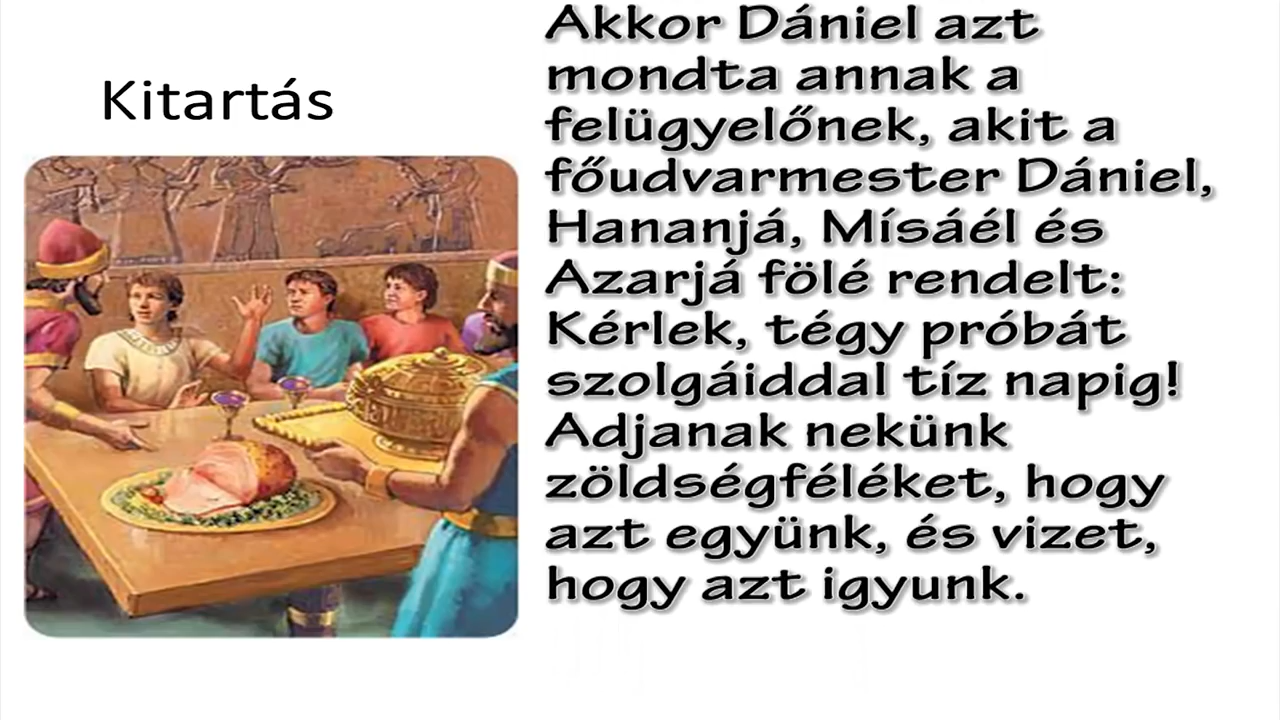 Kitartás
Akkor Dániel azt
mondta annak a
felügyelőnek, akit a
főudvarmester Dániel,
Hananjá, Mísáél és
Azarjá fölé rendelt:
Kérlek, tégy próbát
szolgáiddal tíz napig!
Adjanak nekünk
zöldségféléket, hogy
azt együnk, és vizet,
hogy azt igyunk.